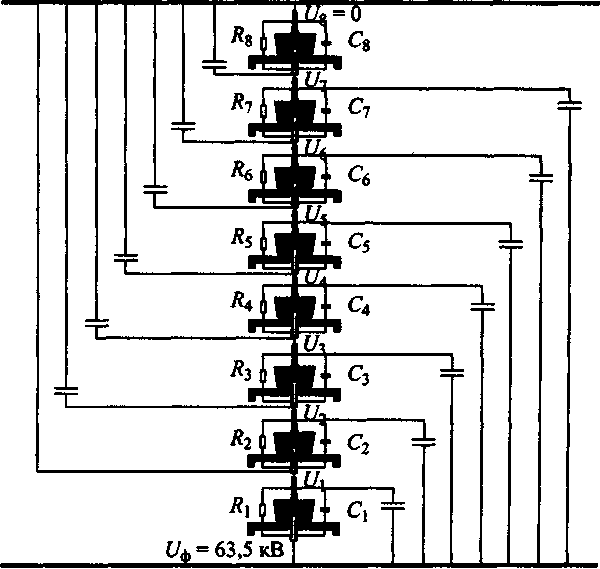 U₈ = 0
R₈ C₈
U₇
R₇ C₇
U₆
R₆ C₆
U₅
R₅ C₅
U₄
R₄ C₄
U₃
R₃ C₃
U₂
R₂ C₂
U₁
R₁ C₁
Uф = 63,5 кВ